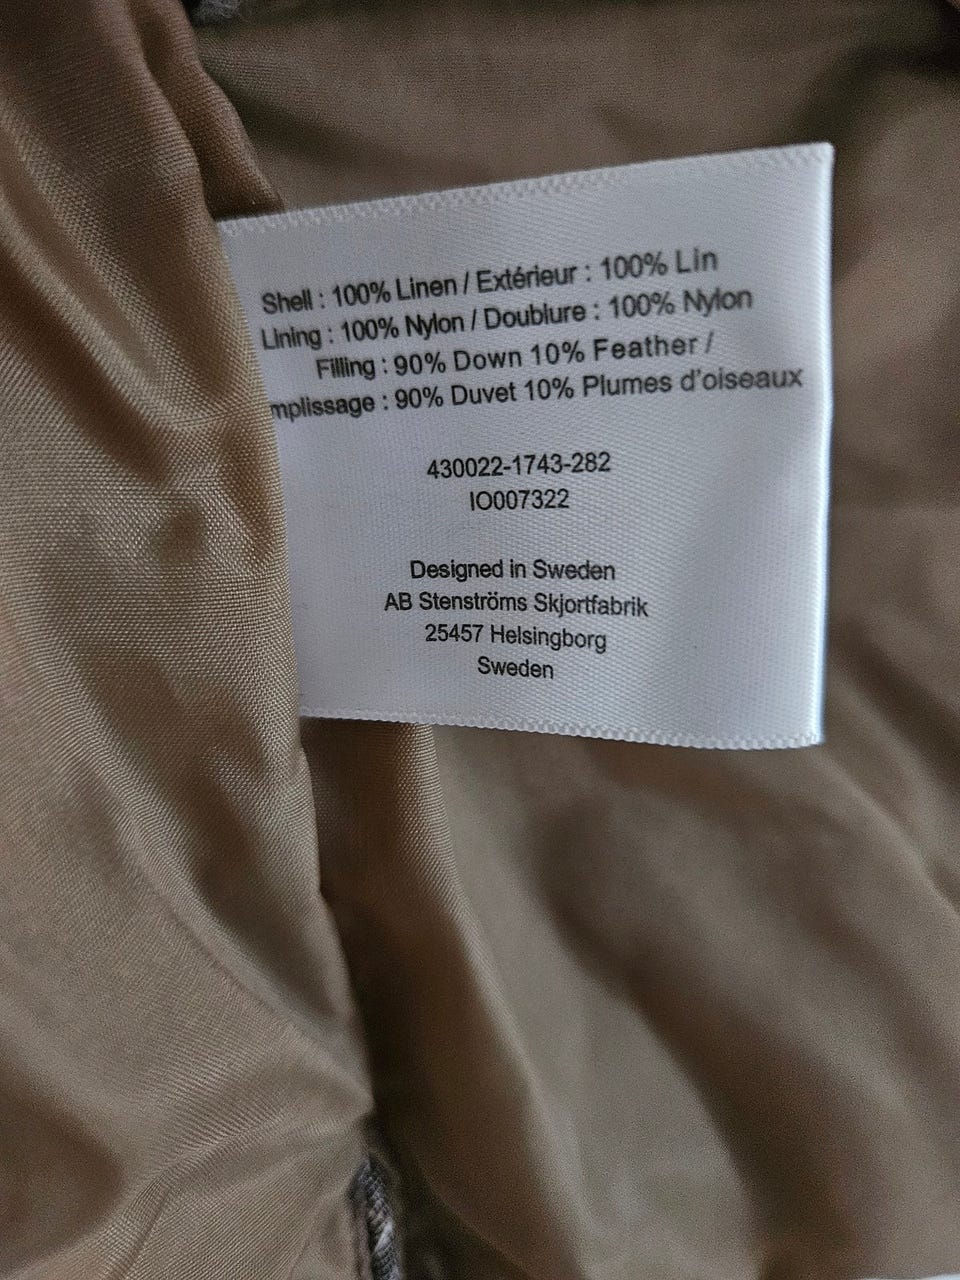 Shell : 100% Linen / Extérieur : 100% Lin
Lining : 100% Nylon / Doublure : 100% Nylon
Filling : 90% Down 10% Feather /
mplissage : 90% Duvet 10% Plumes d'oiseaux
430022-1743-282
IO007322
Designed in Sweden
AB Stenströms Skjortfabrik
25457 Helsingborg
Sweden